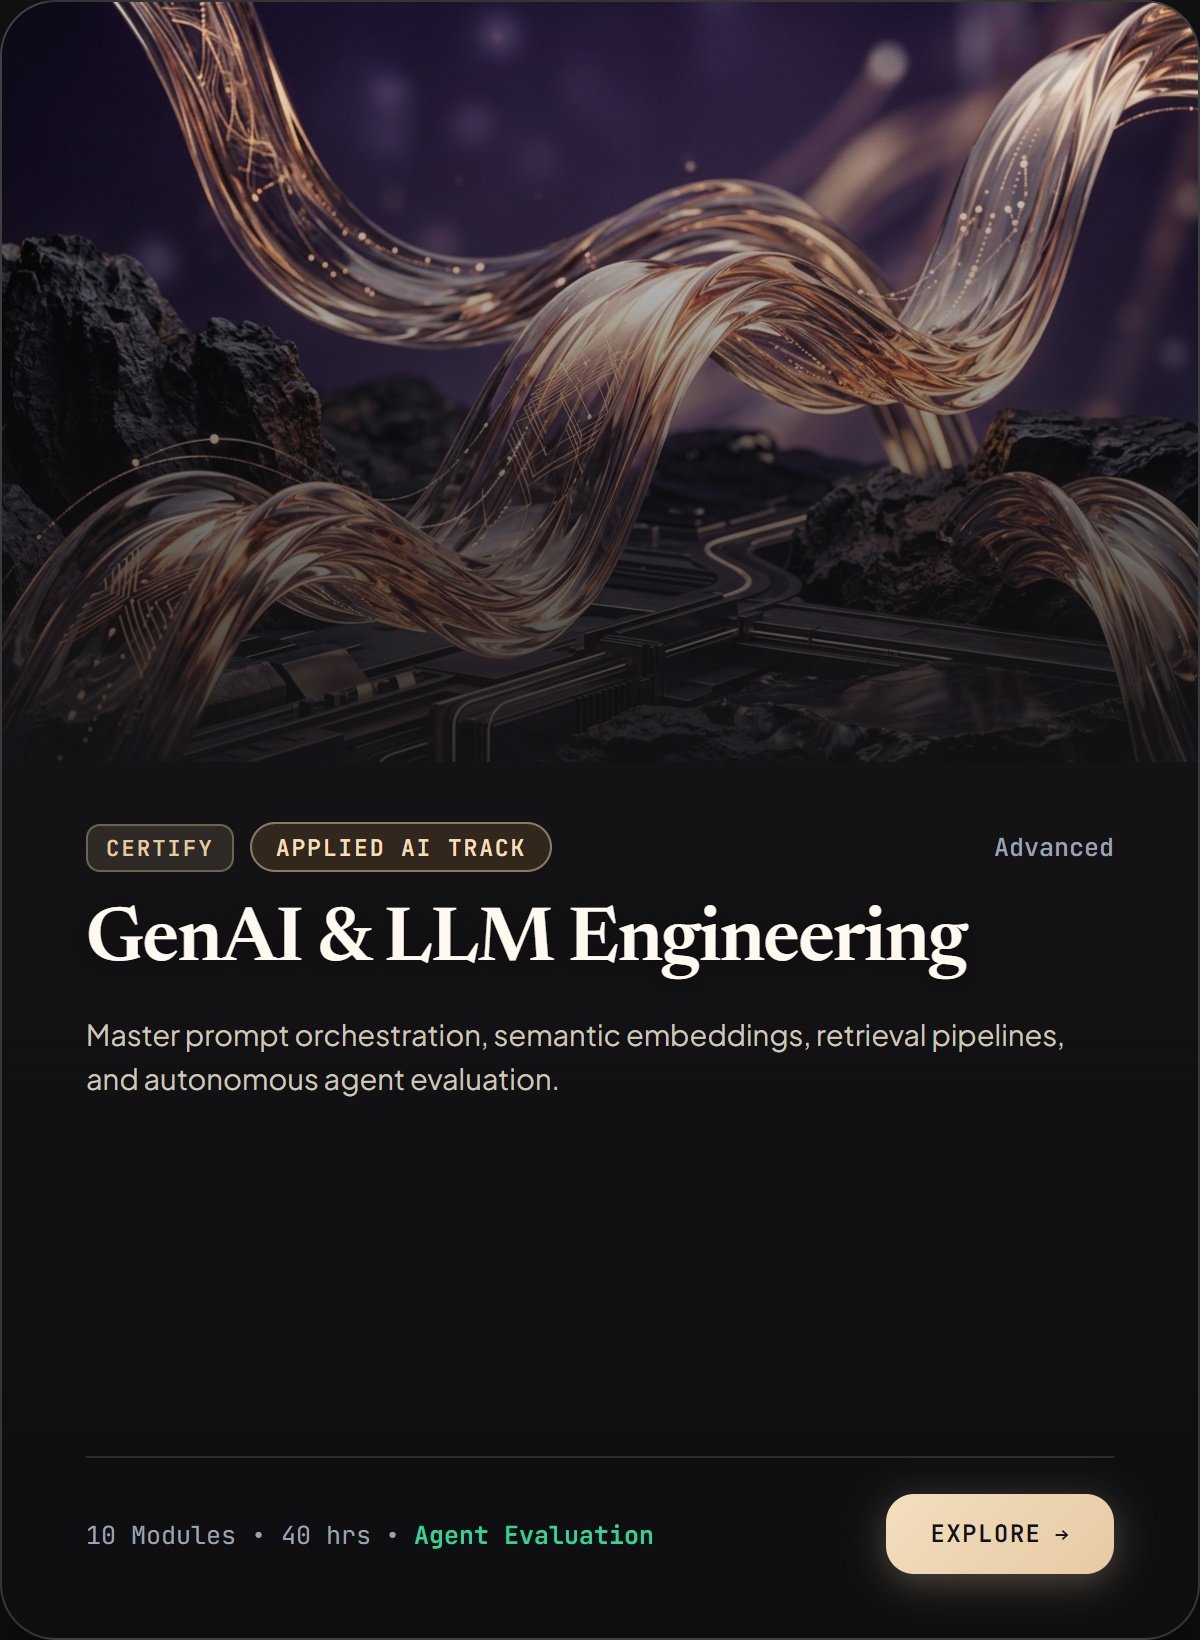 CERTIFY
APPLIED AI TRACK
Advanced
GenAI & LLM Engineering
Master prompt orchestration, semantic embeddings, retrieval pipelines,
and autonomous agent evaluation.
10 Modules • 40 hrs • Agent Evaluation
EXPLORE →